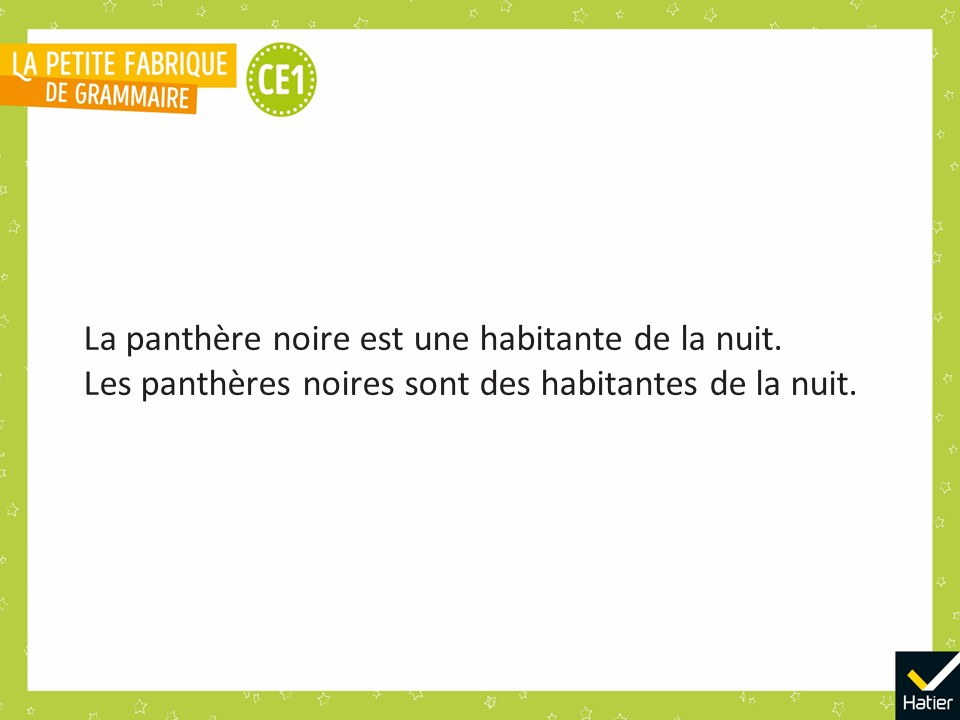 LA PETITE FABRIQUE
DE GRAMMAIRE
CE1
La panthère noire est une habitante de la nuit.
Les panthères noires sont des habitantes de la nuit.
Hatier